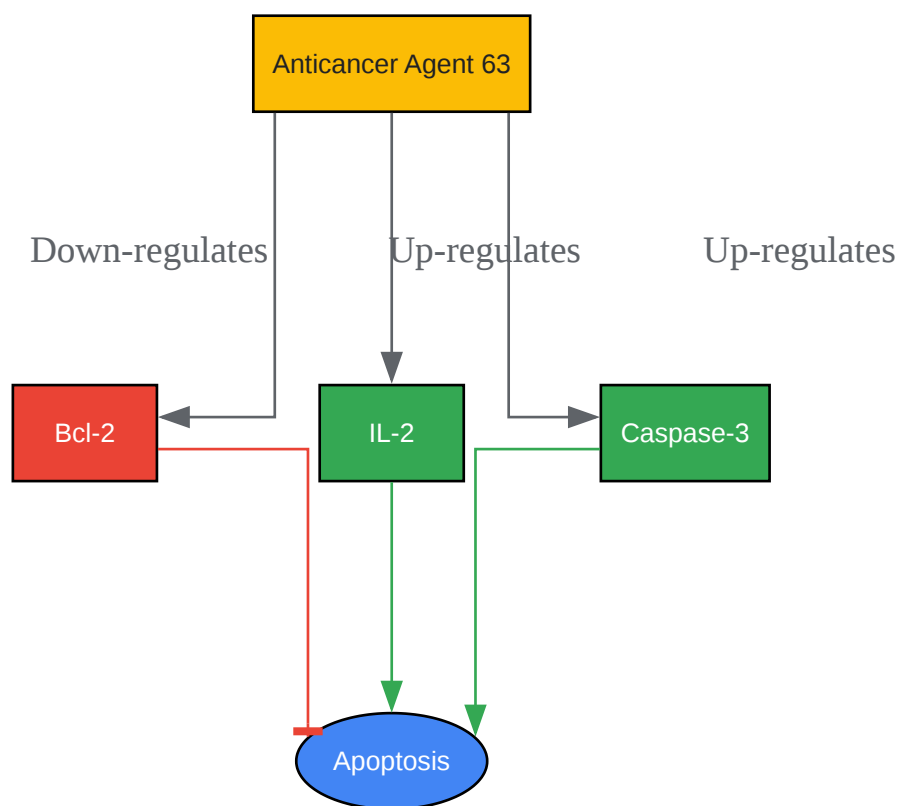 Anticancer Agent 63
Down-regulates
Up-regulates
Up-regulates
Bcl-2
IL-2
Caspase-3
Apoptosis